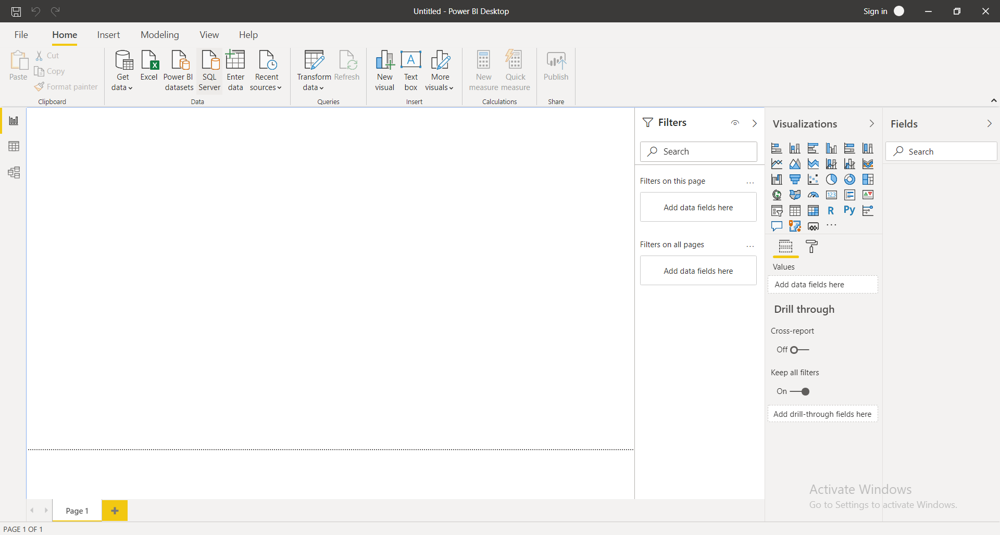 Untitled - Power BI Desktop
Sign in
File Home Insert Modeling View Help
Paste
Cut
Copy
Format painter
Clipboard
Get data
Excel
Power BI datasets
SQL Server
Enter data
Recent sources
Data
Transform data
Refresh
Queries
New visual
Text box
More visuals
Insert
New measure
Quick measure
Calculations
Publish
Share
Filters
Search
Filters on this page
...
Add data fields here
Filters on all pages
...
Add data fields here
Visualizations
123
R
Py
...
Values
Add data fields here
Drill through
Cross-report
Off
Keep all filters
On
Add drill-through fields here
Fields
Search
Activate Windows
Go to Settings to activate Windows.
Page 1
PAGE 1 OF 1